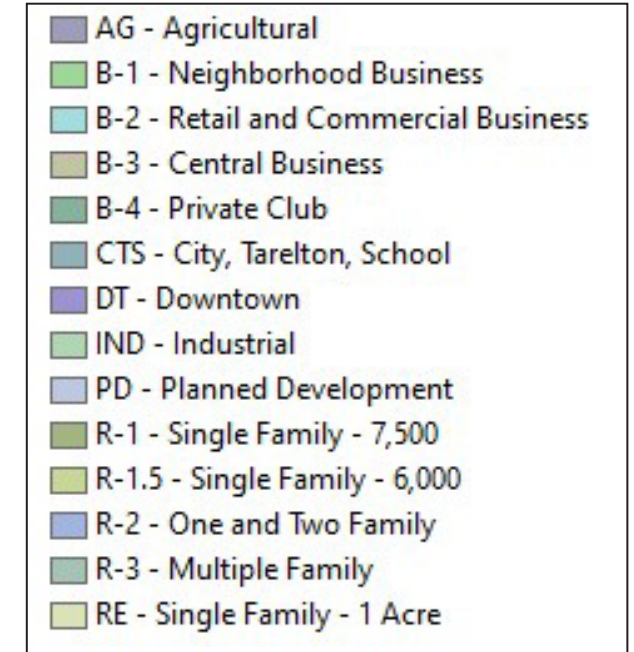 AG - Agricultural
B-1 - Neighborhood Business
B-2 - Retail and Commercial Business
B-3 - Central Business
B-4 - Private Club
CTS - City, Tarelton, School
DT - Downtown
IND - Industrial
PD - Planned Development
R-1 - Single Family - 7,500
R-1.5 - Single Family - 6,000
R-2 - One and Two Family
R-3 - Multiple Family
RE - Single Family - 1 Acre